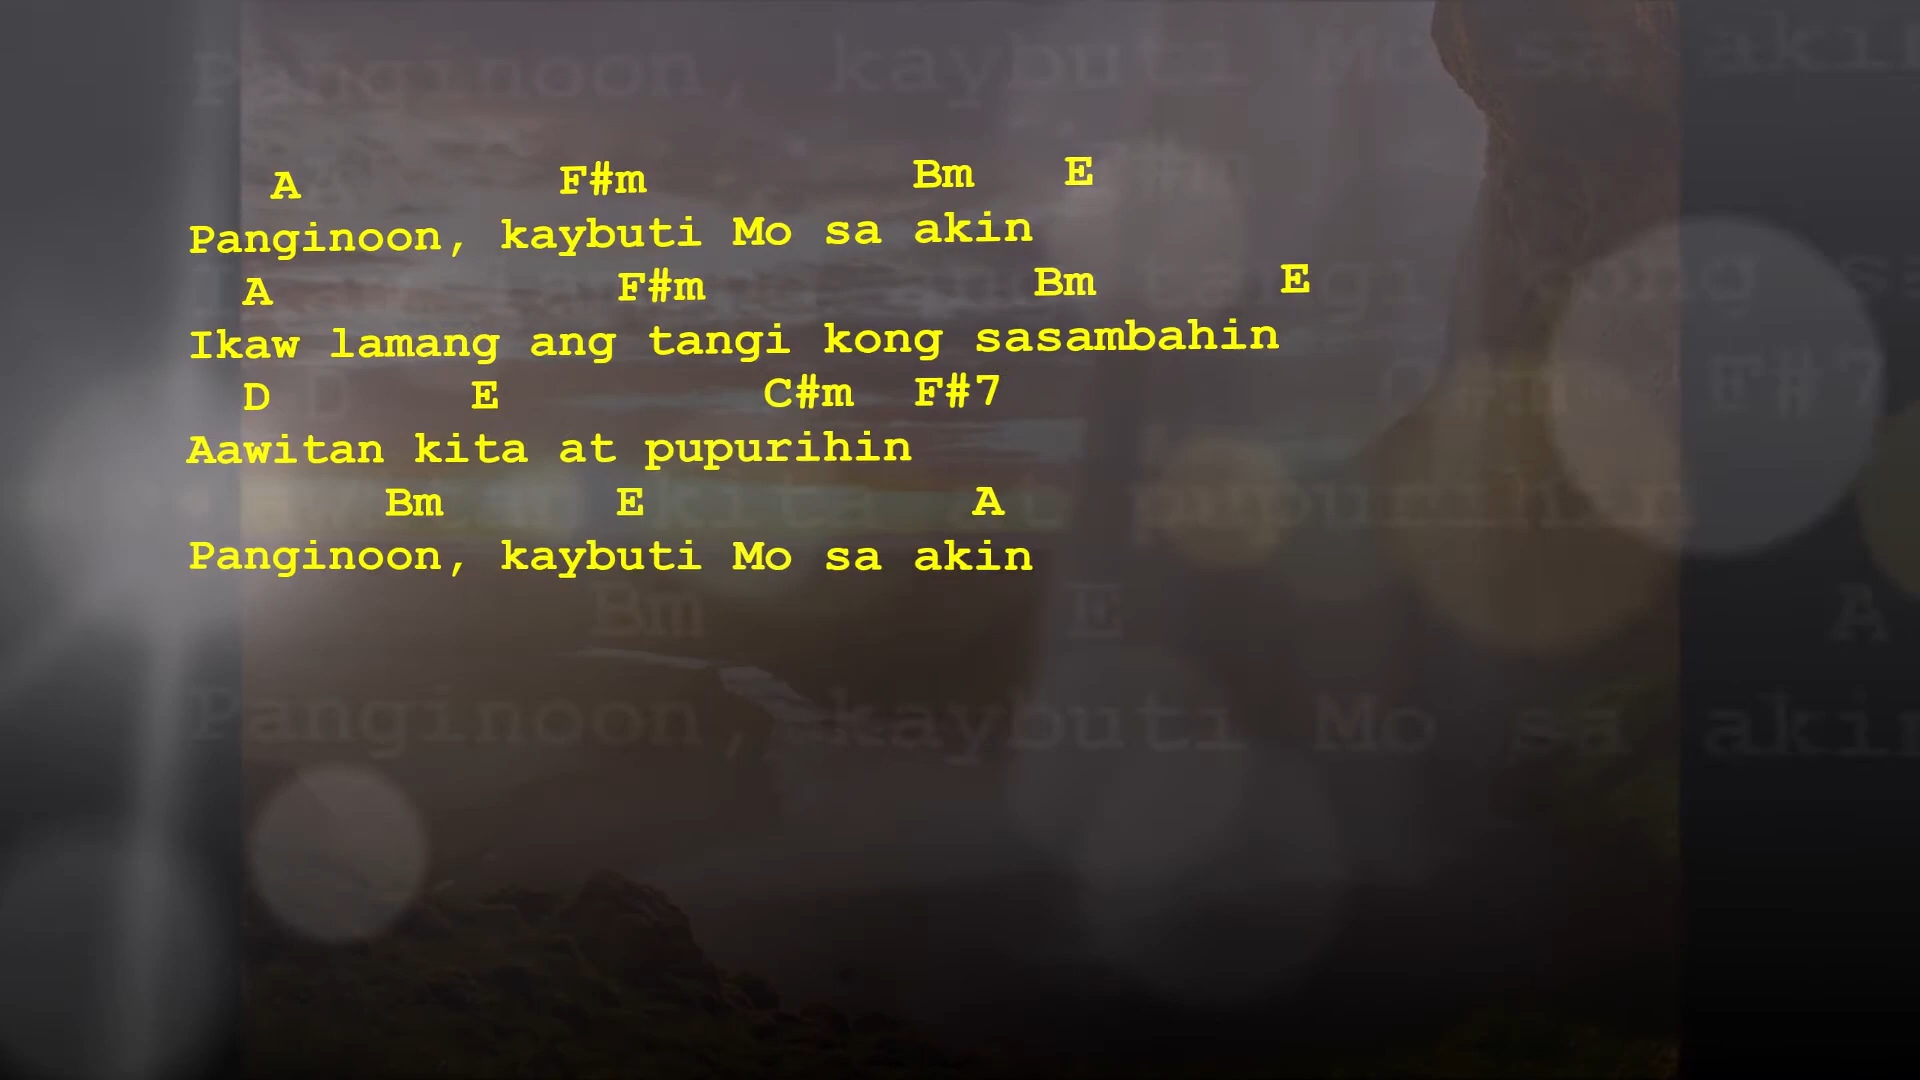 A F#m Bm E
Panginoon, kaybuti Mo sa akin
A F#m Bm E
Ikaw lamang ang tangi kong sasambahin
D E C#m F#7
Aawitan kita at pupurihin
Bm E A
Panginoon, kaybuti Mo sa akin